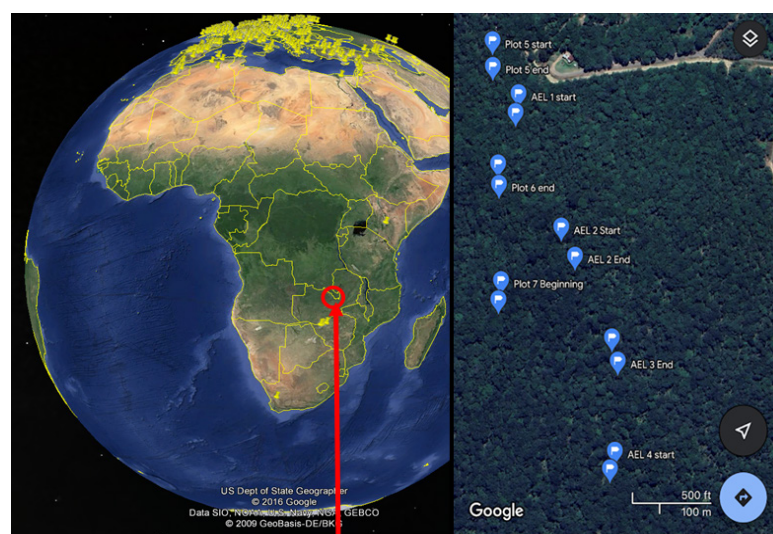 US Dept of State Geographer
© 2016 Google
Data SIO, NOAA, U.S. Navy, NGA, GEBCO
© 2009 GeoBasis-DE/BKG
Plot 5 start
Plot 5 end
AEL 1 start
Plot 6 end
AEL 2 Start
AEL 2 End
Plot 7 Beginning
AEL 3 End
AEL 4 start
500 ft
100 m
Google